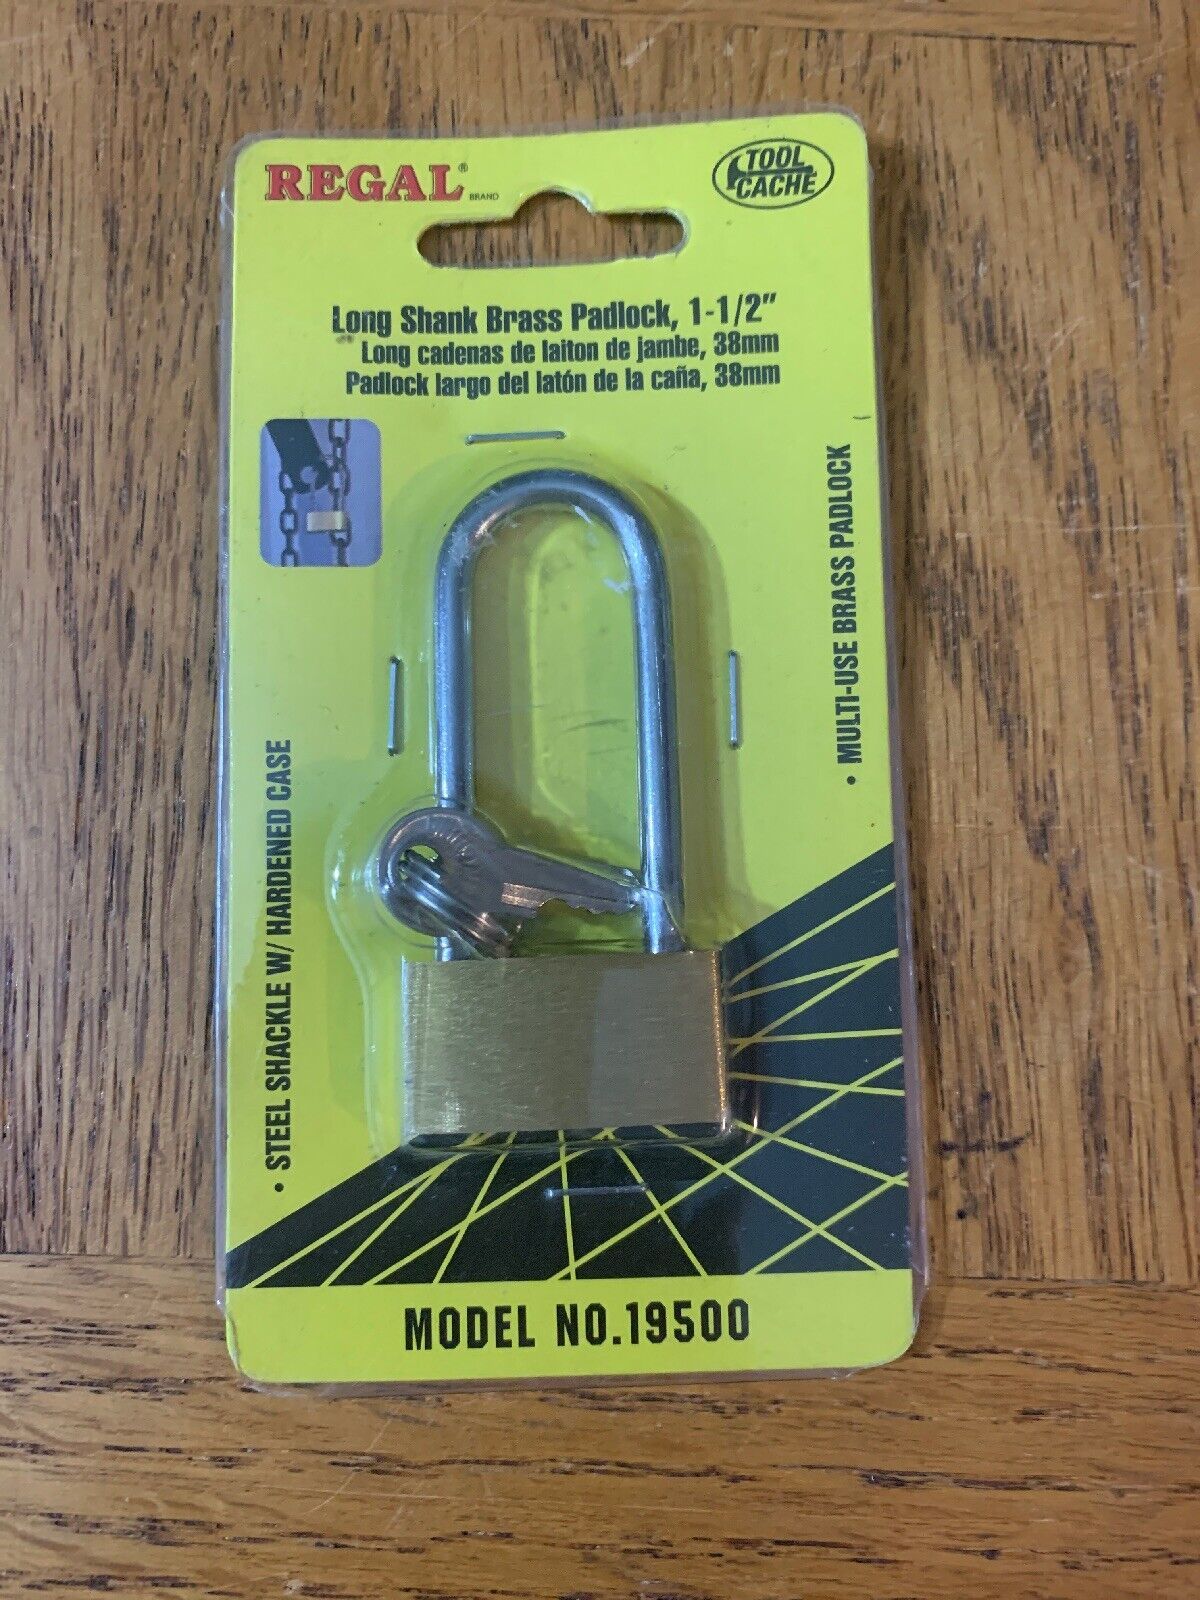 REGAL® BRAND
TOOL
CACHE
Long Shank Brass Padlock, 1-1/2"
Long cadenas de laiton de jambe, 38mm
Padlock largo del latón de la caña, 38mm
• MULTI-USE BRASS PADLOCK
• STEEL SHACKLE W/ HARDENED CASE
MODEL NO.19500